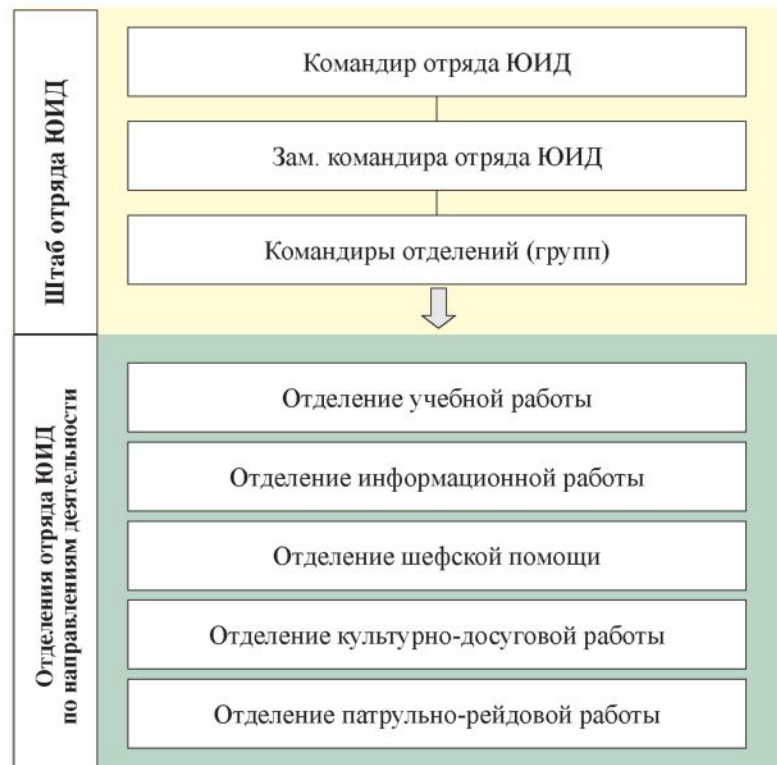 Штаб отряда ЮИД
Командир отряда ЮИД
Зам. командира отряда ЮИД
Командиры отделений (групп)
Отделения отряда ЮИД
по направлениям деятельности
Отделение учебной работы
Отделение информационной работы
Отделение шефской помощи
Отделение культурно-досуговой работы
Отделение патрульно-рейдовой работы